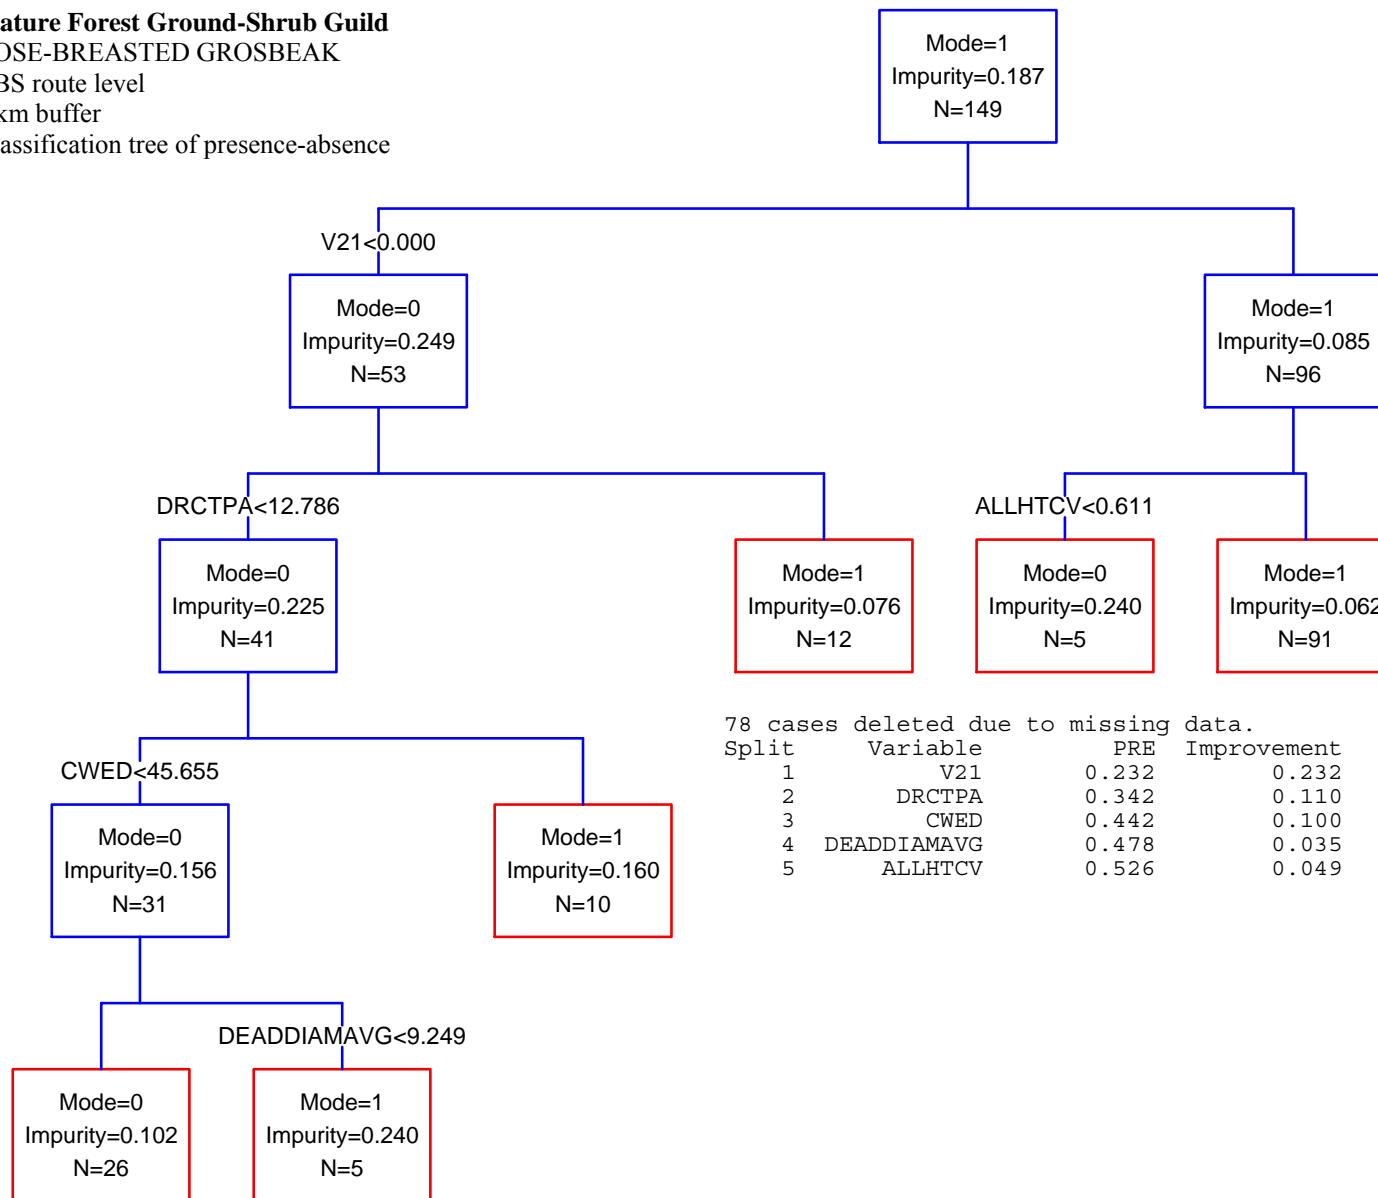 ature Forest Ground-Shrub Guild
OSE-BREASTED GROSBEAK
BS route level
km buffer
assification tree of presence-absence
Mode=1
Impurity=0.187
N=149
V21<0.000
Mode=0
Impurity=0.249
N=53
Mode=1
Impurity=0.085
N=96
DRCTPA<12.786
ALLHTCV<0.611
Mode=0
Impurity=0.225
N=41
Mode=1
Impurity=0.076
N=12
Mode=0
Impurity=0.240
N=5
Mode=1
Impurity=0.062
N=91
78 cases deleted due to missing data.
Split Variable PRE Improvement
1 V21 0.232 0.232
2 DRCTPA 0.342 0.110
3 CWED 0.442 0.100
4 DEADDIAMAVG 0.478 0.035
5 ALLHTCV 0.526 0.049
CWED<45.655
Mode=0
Impurity=0.156
N=31
Mode=1
Impurity=0.160
N=10
DEADDIAMAVG<9.249
Mode=0
Impurity=0.102
N=26
Mode=1
Impurity=0.240
N=5